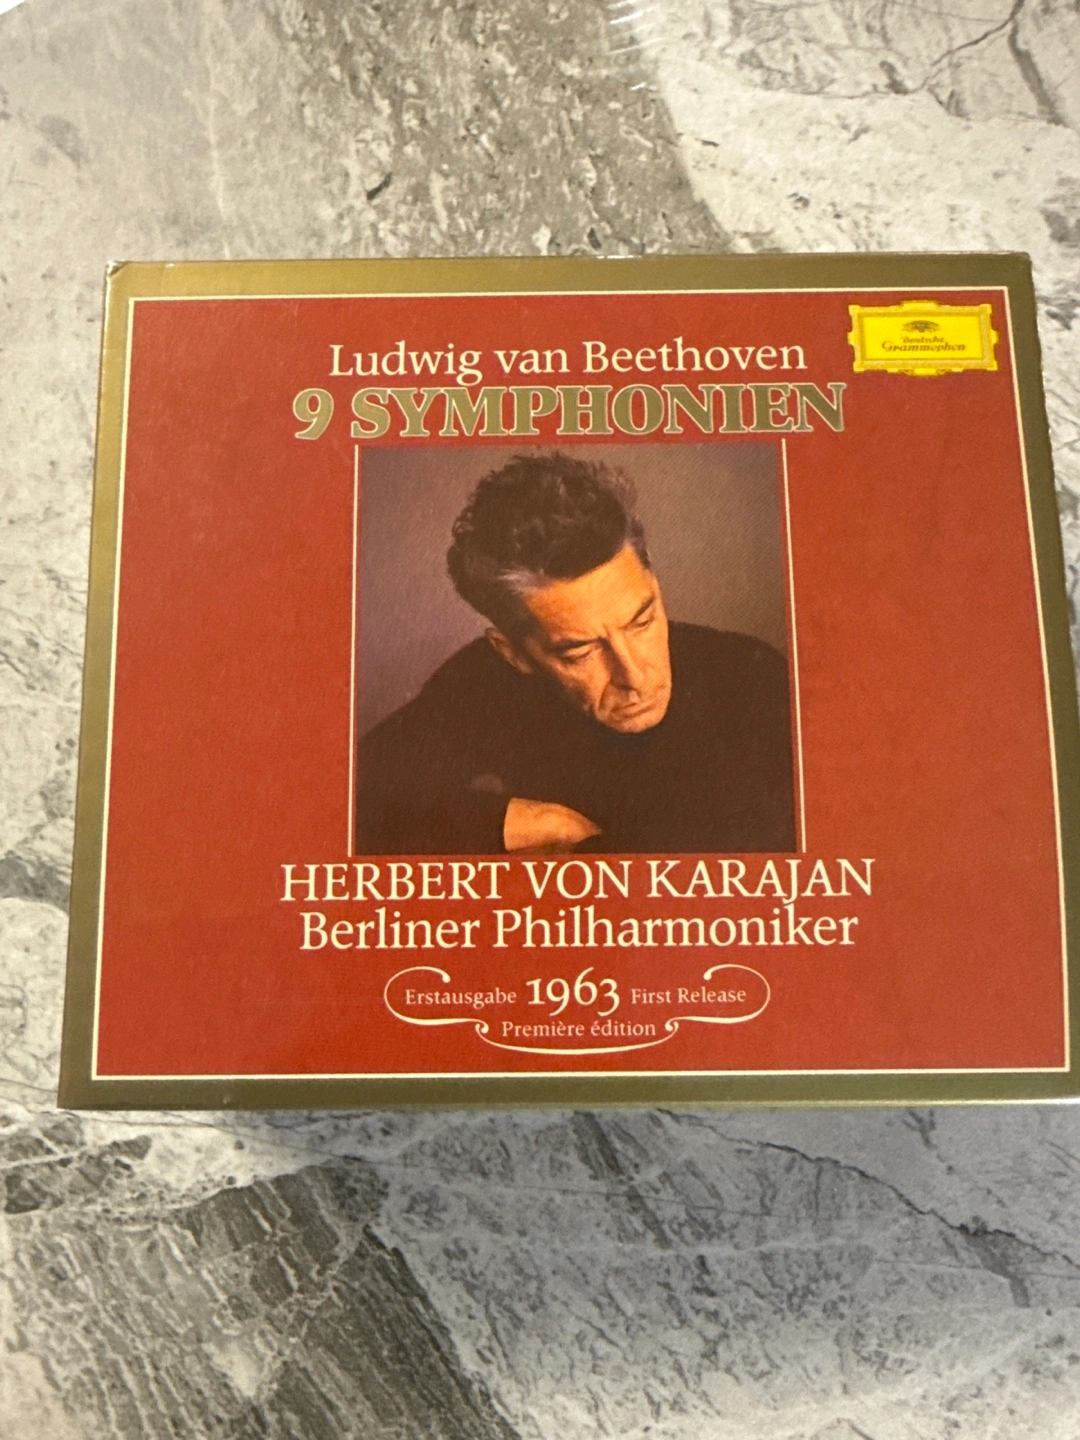 Deutsche
Grammophon
Ludwig van Beethoven
9 SYMPHONIEN
HERBERT VON KARAJAN
Berliner Philharmoniker
Erstausgabe 1963 First Release
Première édition